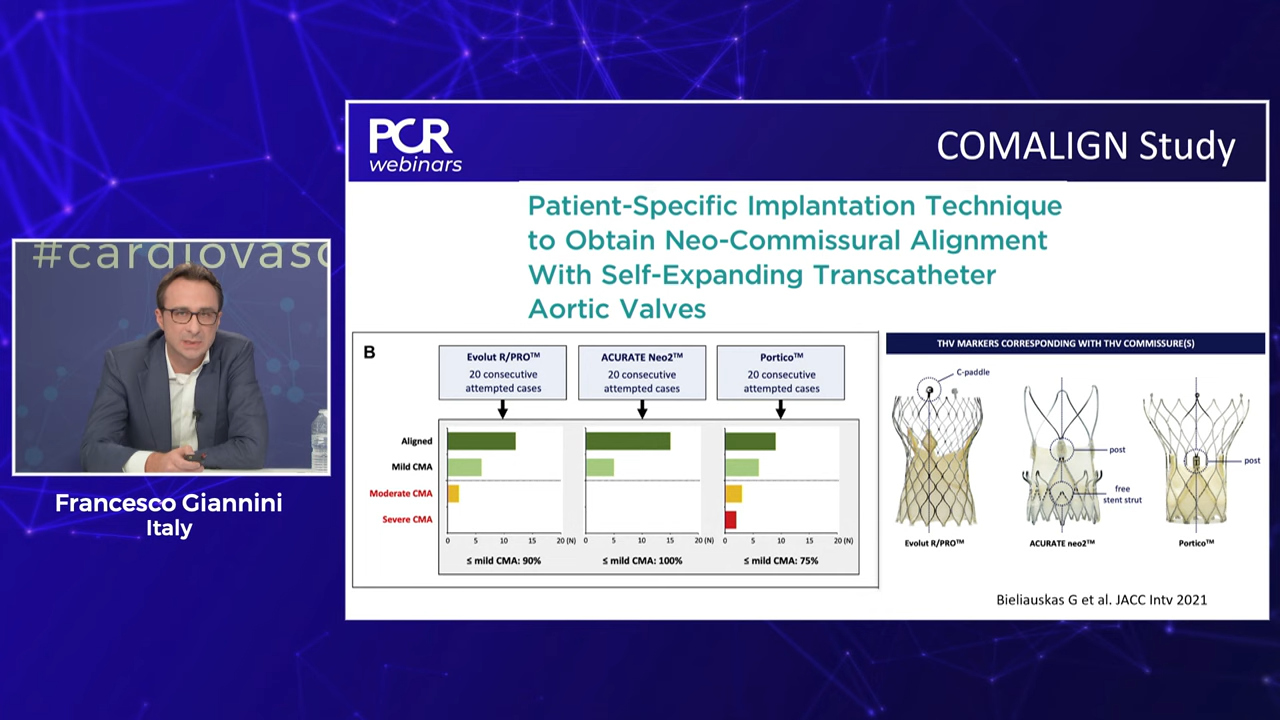 PCR
webinars
COMALIGN Study
Patient-Specific Implantation Technique
to Obtain Neo-Commissural Alignment
With Self-Expanding Transcatheter
Aortic Valves
#cardiovasc
Francesco Giannini
Italy
B
Evolut R/PRO™
20 consecutive
attempted cases
ACURATE Neo2™
20 consecutive
attempted cases
Portico™
20 consecutive
attempted cases
Aligned
Mild CMA
Moderate CMA
Severe CMA
0 5 10 15 20 (N)
0 5 10 15 20 (N)
0 5 10 15 20 (N)
≤ mild CMA: 90%
≤ mild CMA: 100%
≤ mild CMA: 75%
THV MARKERS CORRESPONDING WITH THV COMMISSURE(S)
C-paddle
post
free
stent strut
post
Evolut R/PRO™
ACURATE neo2™
Portico™
Bieliauskas G et al. JACC Intv 2021